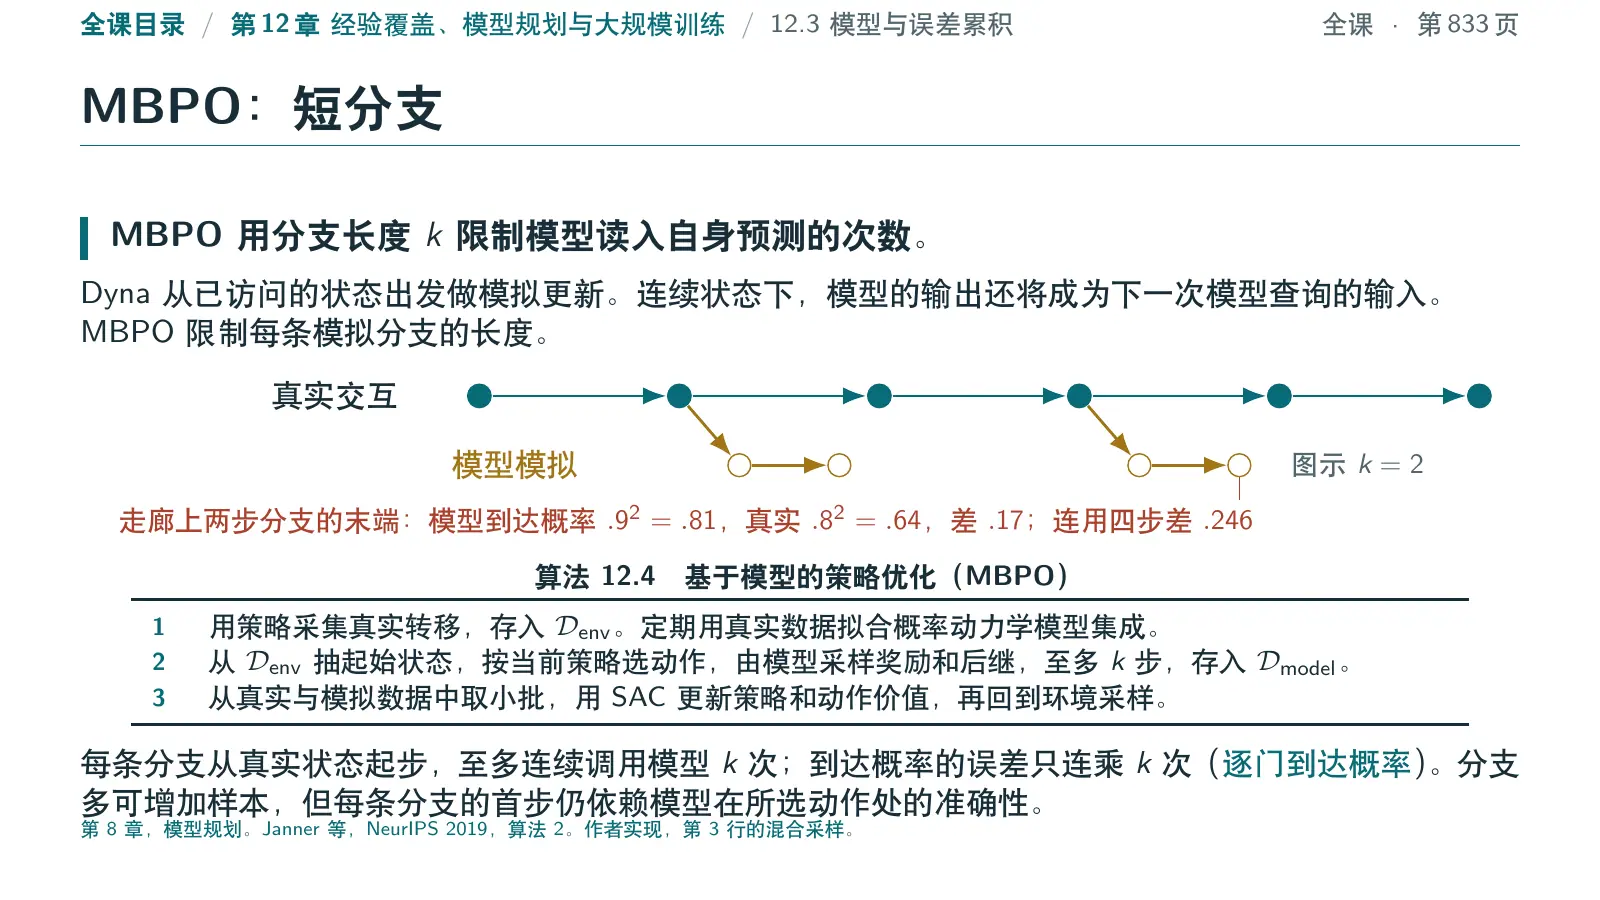 全课目录 / 第 12 章 经验覆盖、模型规划与大规模训练 / 12.3 模型与误差累积
全课 · 第 833 页
MBPO：短分支
MBPO 用分支长度 k 限制模型读入自身预测的次数。
Dyna 从已访问的状态出发做模拟更新。连续状态下，模型的输出还将成为下一次模型查询的输入。
MBPO 限制每条模拟分支的长度。
真实交互
模型模拟
图示 k = 2
走廊上两步分支的末端：模型到达概率 .9² = .81，真实 .8² = .64，差 .17；连用四步差 .246
算法 12.4 基于模型的策略优化（MBPO）
1 用策略采集真实转移，存入 𝒟env。定期用真实数据拟合概率动力学模型集成。
2 从 𝒟env 抽起始状态，按当前策略选动作，由模型采样奖励和后继，至多 k 步，存入 𝒟model。
3 从真实与模拟数据中取小批，用 SAC 更新策略和动作价值，再回到环境采样。
每条分支从真实状态起步，至多连续调用模型 k 次；到达概率的误差只连乘 k 次（逐门到达概率）。分支
多可增加样本，但每条分支的首步仍依赖模型在所选动作处的准确性。
第 8 章，模型规划。Janner 等，NeurIPS 2019，算法 2。作者实现，第 3 行的混合采样。